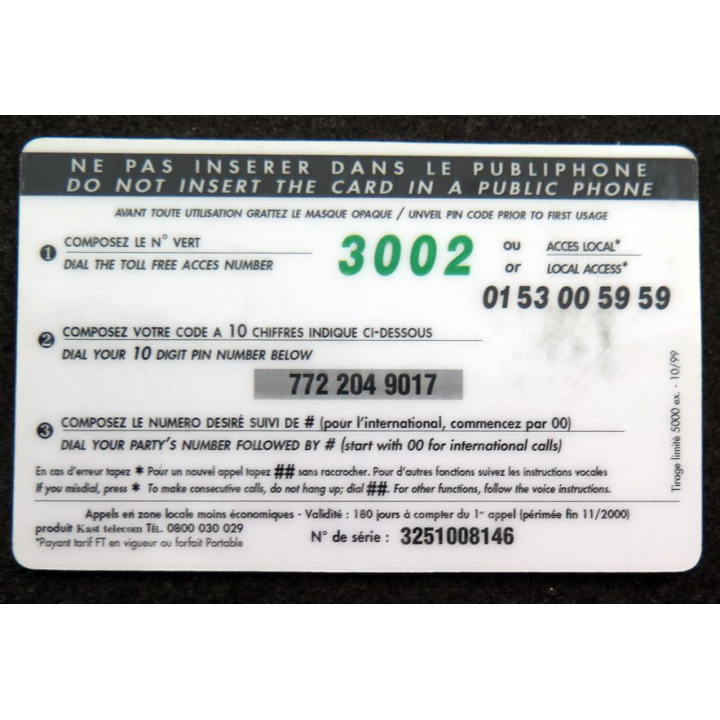 NE PAS INSERER DANS LE PUBLIPHONE
DO NOT INSERT THE CARD IN A PUBLIC PHONE
AVANT TOUTE UTILISATION GRATTEZ LE MASQUE OPAQUE / UNVEIL PIN CODE PRIOR TO FIRST USAGE
1 COMPOSEZ LE N° VERT
DIAL THE TOLL FREE ACCES NUMBER
3002
ou ACCES LOCAL*
or LOCAL ACCESS*
01 53 00 59 59
2 COMPOSEZ VOTRE CODE A 10 CHIFFRES INDIQUE CI-DESSOUS
DIAL YOUR 10 DIGIT PIN NUMBER BELOW
772 204 9017
3 COMPOSEZ LE NUMERO DESIRÉ SUIVI DE # (pour l'international, commencez par 00)
DIAL YOUR PARTY'S NUMBER FOLLOWED BY # (start with 00 for international calls)
En cas d'erreur tapez * Pour un nouvel appel tapez ## sans raccrocher. Pour d'autres fonctions suivez les instructions vocales
If you misdial, press * To make consecutive calls, do not hang up; dial ##. For other functions, follow the voice instructions.
Appels en zone locale moins économiques - Validité : 180 jours à compter du 1er appel (périmée fin 11/2000)
produit Kast telecom TÉL. 0800 030 029
*Payant tarif FT en vigueur ou forfait Portable
N° de série : 3251008146
Tirage limité 5000 ex. - 10/99